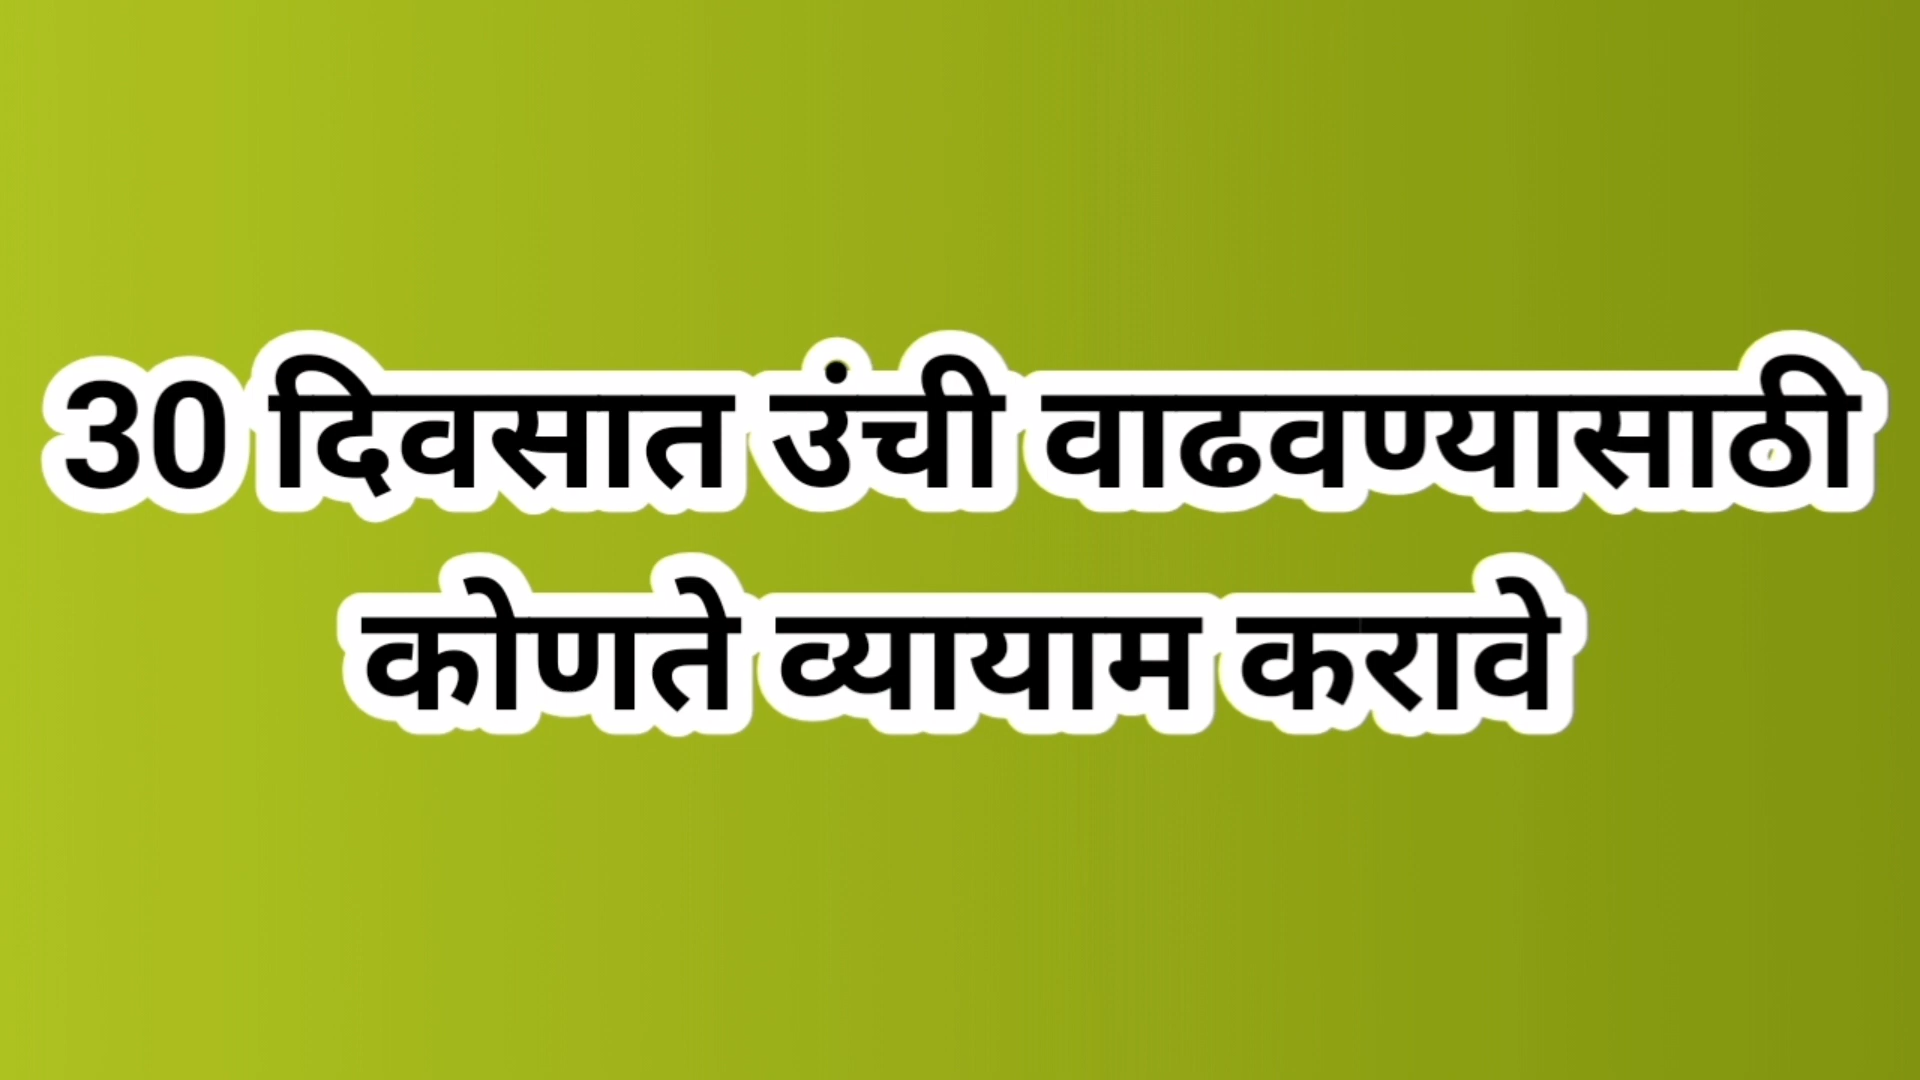 30 दिवसात उंची वाढवण्यासाठी
कोणते व्यायाम करावे